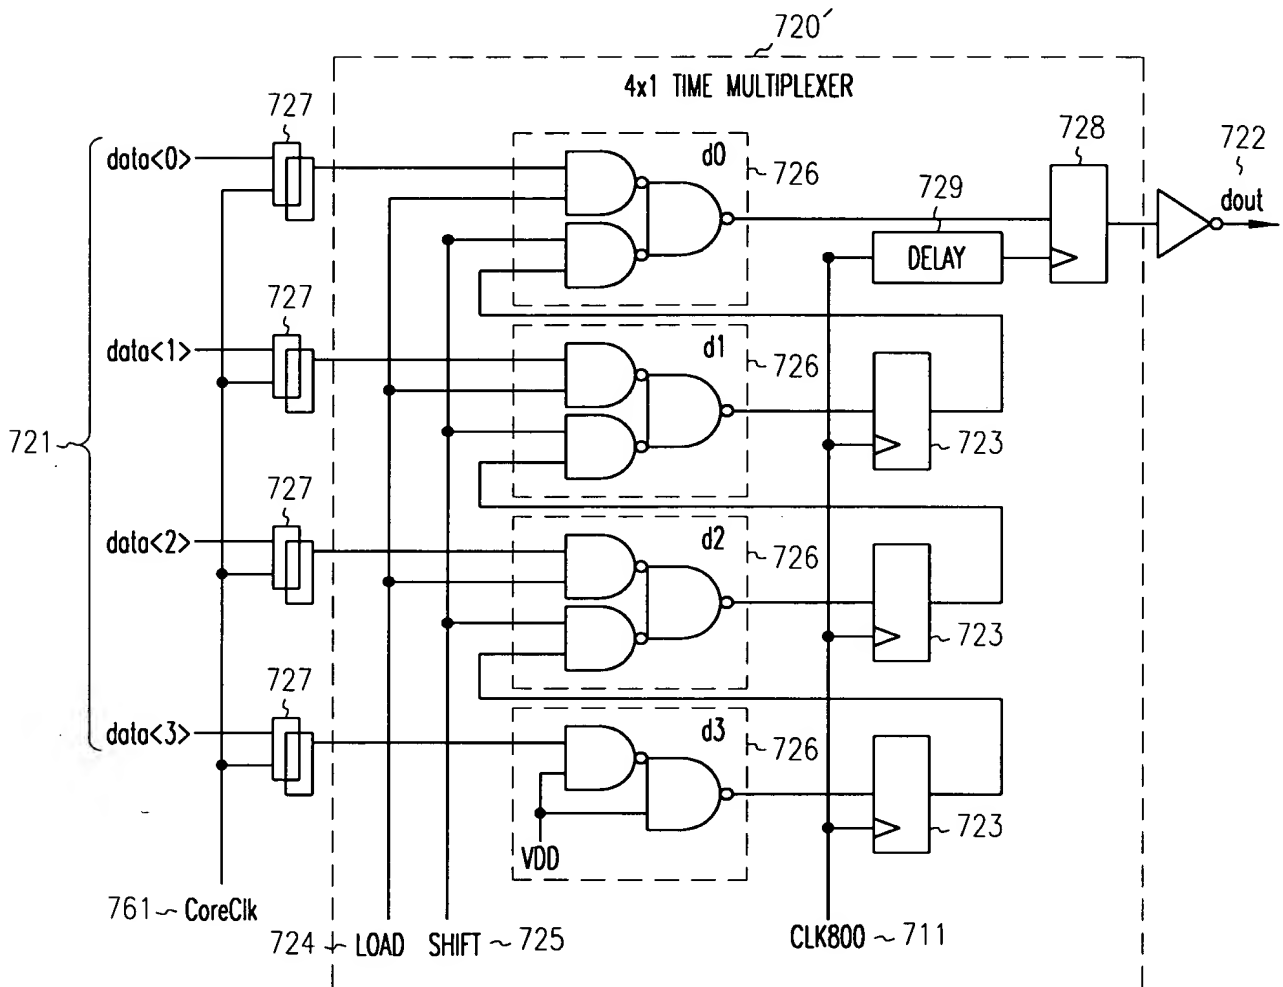 720′
4x1 TIME MULTIPLEXER
727
data<0>
d0
726
728
722
dout
729
DELAY
727
data<1>
d1
726
723
721
727
data<2>
d2
726
723
727
data<3>
d3
726
723
VDD
761 CoreClk
724 LOAD SHIFT 725 CLK800 711